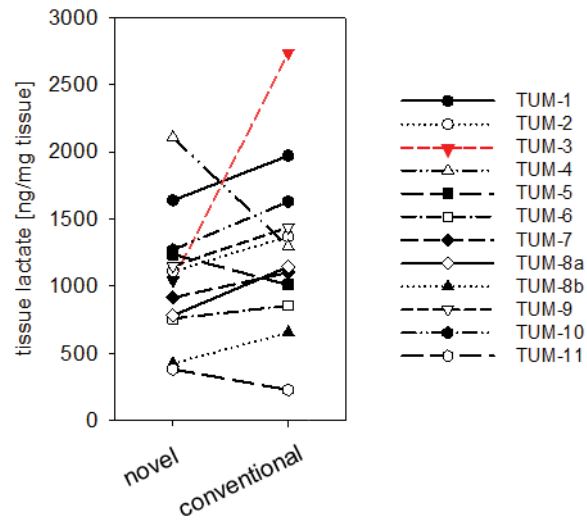 tissue lactate [ng/mg tissue]
3000
2500
2000
1500
1000
500
0
novel
conventional
TUM-1
TUM-2
TUM-3
TUM-4
TUM-5
TUM-6
TUM-7
TUM-8a
TUM-8b
TUM-9
TUM-10
TUM-11